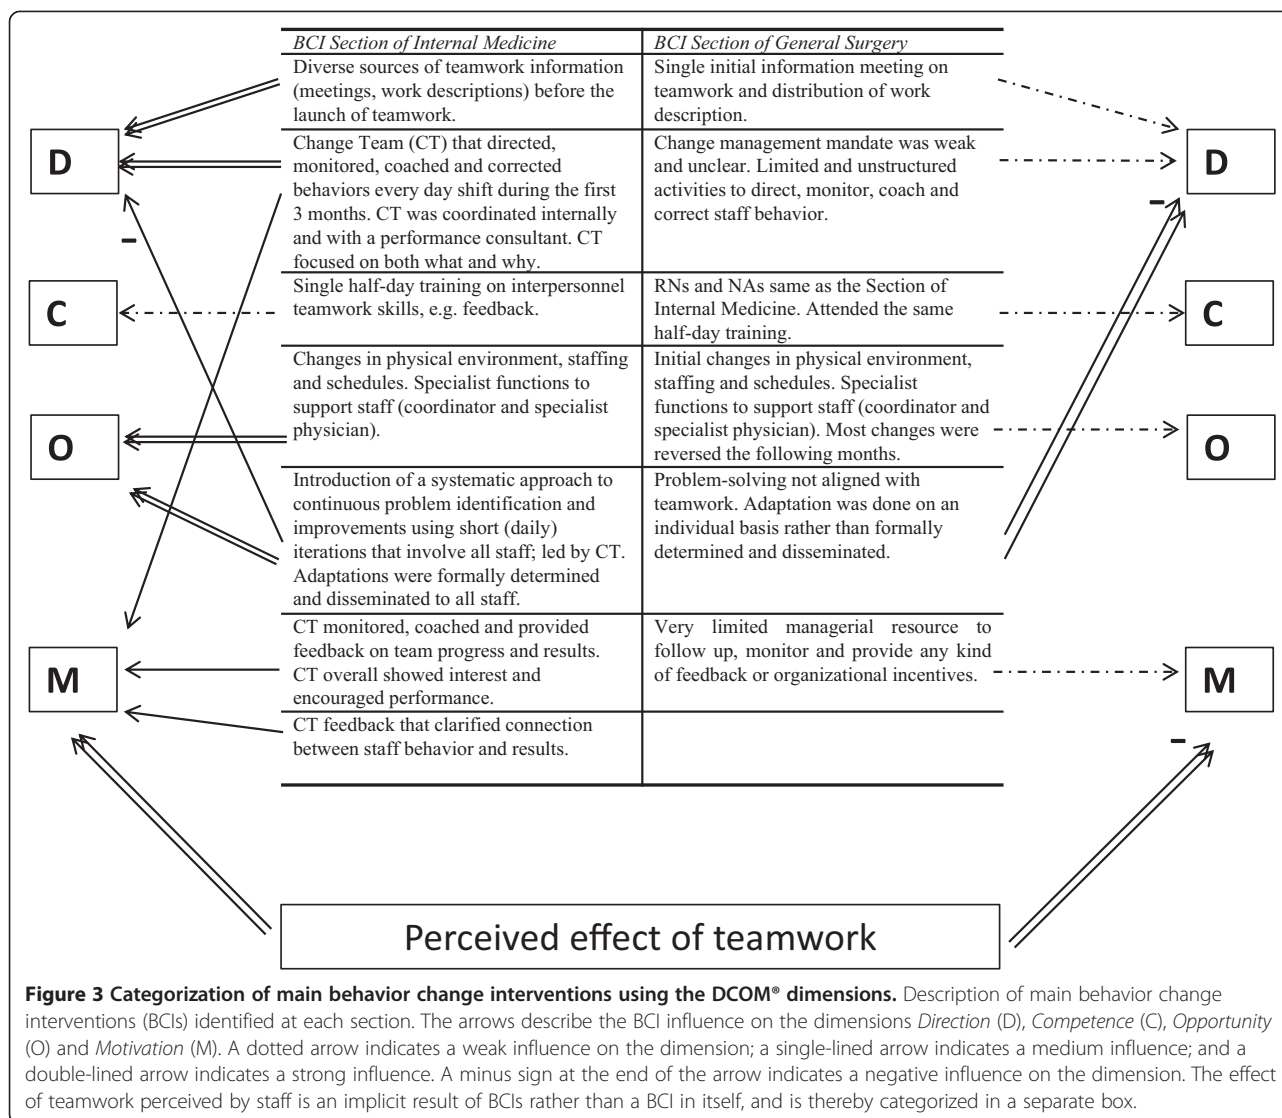 BCI Section of Internal Medicine
BCI Section of General Surgery
Diverse sources of teamwork information
(meetings, work descriptions) before the
launch of teamwork.
Single initial information meeting on
teamwork and distribution of work
description.
D
Change Team (CT) that directed,
monitored, coached and corrected
behaviors every day shift during the first
3 months. CT was coordinated internally
and with a performance consultant. CT
focused on both what and why.
Change management mandate was weak
and unclear. Limited and unstructured
activities to direct, monitor, coach and
correct staff behavior.
D
–
–
C
Single half-day training on interpersonnel
teamwork skills, e.g. feedback.
RNs and NAs same as the Section of
Internal Medicine. Attended the same
half-day training.
C
O
Changes in physical environment, staffing
and schedules. Specialist functions to
support staff (coordinator and specialist
physician).
Initial changes in physical environment,
staffing and schedules. Specialist
functions to support staff (coordinator and
specialist physician). Most changes were
reversed the following months.
O
Introduction of a systematic approach to
continuous problem identification and
improvements using short (daily)
iterations that involve all staff; led by CT.
Adaptations were formally determined
and disseminated to all staff.
Problem-solving not aligned with
teamwork. Adaptation was done on an
individual basis rather than formally
determined and disseminated.
M
CT monitored, coached and provided
feedback on team progress and results.
CT overall showed interest and
encouraged performance.
Very limited managerial resource to
follow up, monitor and provide any kind
of feedback or organizational incentives.
M
CT feedback that clarified connection
between staff behavior and results.
–
Perceived effect of teamwork
Figure 3 Categorization of main behavior change interventions using the DCOM® dimensions. Description of main behavior change
interventions (BCIs) identified at each section. The arrows describe the BCI influence on the dimensions Direction (D), Competence (C), Opportunity
(O) and Motivation (M). A dotted arrow indicates a weak influence on the dimension; a single-lined arrow indicates a medium influence; and a
double-lined arrow indicates a strong influence. A minus sign at the end of the arrow indicates a negative influence on the dimension. The effect
of teamwork perceived by staff is an implicit result of BCIs rather than a BCI in itself, and is thereby categorized in a separate box.